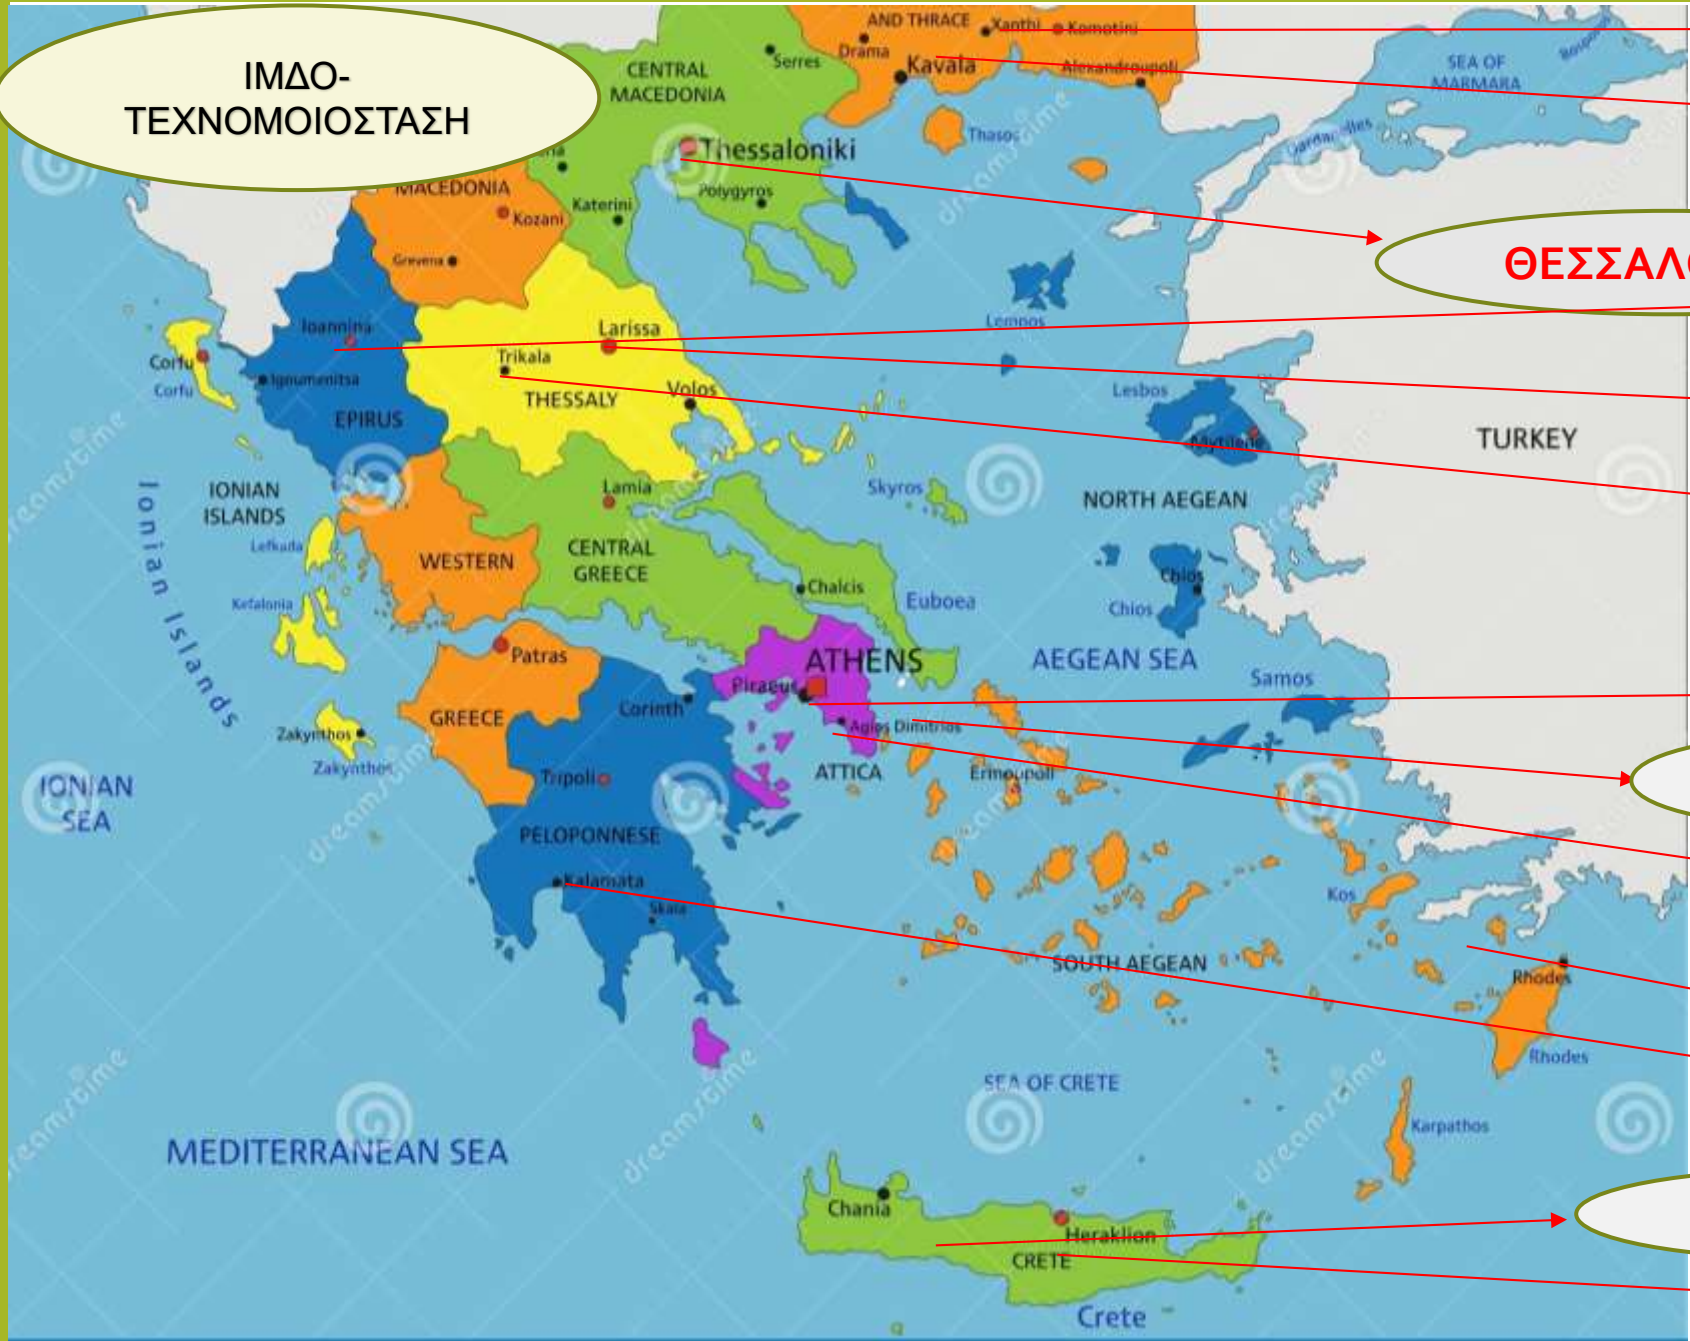 ΙΜΔΟ-
ΤΕΧΝΟΜΟΙΟΣΤΑΣΗ
AND THRACE
Xanthi
Komotini
Drama
Kavala
Alexandroupoli
Serres
CENTRAL
MACEDONIA
SEA OF
MARMARA
Bosporus
Dardanelles
Thasos
Thessaloniki
Polygyros
MACEDONIA
Katerini
Kozani
Grevena
ΘΕΣΣΑΛ
Lemnos
Ioannina
Larissa
Trikala
Corfu
Corfu
Igoumenitsa
Volos
THESSALY
EPIRUS
Lesbos
Mytilene
TURKEY
Ionian Islands
IONIAN
ISLANDS
Lamia
Skyros
NORTH AEGEAN
Lefkada
WESTERN
CENTRAL
GREECE
Chalcis
Euboea
Chios
Chios
Kefalonia
Patras
ATHENS
AEGEAN SEA
Samos
Piraeus
Corinth
GREECE
Agios Dimitrios
Zakynthos
Zakynthos
IONIAN
SEA
Tripoli
ATTICA
Ermoupoli
PELOPONNESE
Kalamata
Skala
Kos
SOUTH AEGEAN
Rhodes
Rhodes
SEA OF CRETE
Karpathos
MEDITERRANEAN SEA
Chania
Heraklion
CRETE
Crete
dreamstime